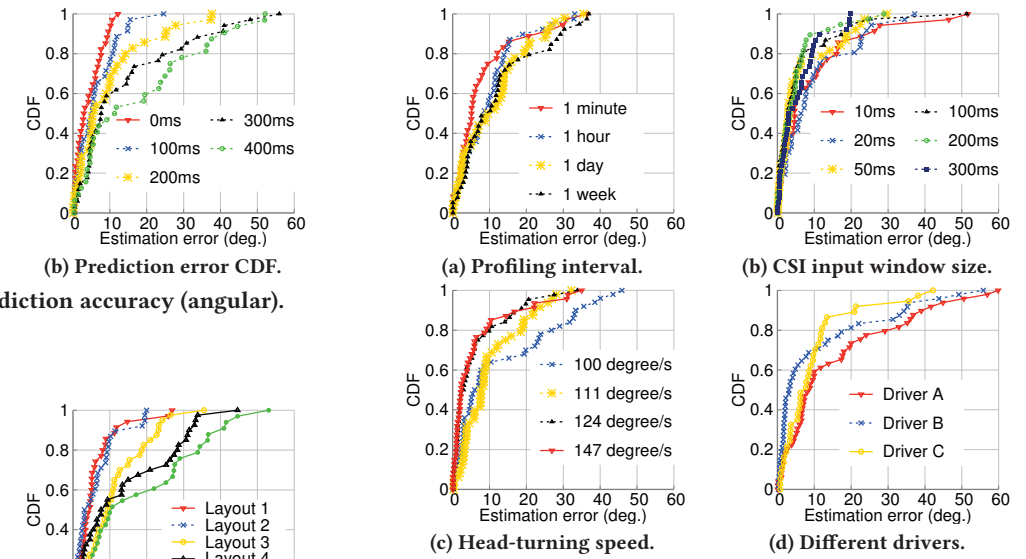 CDF
1
0.8
0.6
0.4
0.2
0
0ms
100ms
200ms
300ms
400ms
0 10 20 30 40 50 60
Estimation error (deg.)
(b) Prediction error CDF.
diction accuracy (angular).
CDF
1
0.8
0.6
0.4
0.2
0
1 minute
1 hour
1 day
1 week
0 10 20 30 40 50 60
Estimation error (deg.)
(a) Profiling interval.
CDF
1
0.8
0.6
0.4
0.2
0
10ms
20ms
50ms
100ms
200ms
300ms
0 10 20 30 40 50 60
Estimation error (deg.)
(b) CSI input window size.
CDF
1
0.8
0.6
0.4
Layout 1
Layout 2
Layout 3
Layout 4
CDF
1
0.8
0.6
0.4
0.2
0
100 degree/s
111 degree/s
124 degree/s
147 degree/s
0 10 20 30 40 50 60
Estimation error (deg.)
(c) Head-turning speed.
CDF
1
0.8
0.6
0.4
0.2
0
Driver A
Driver B
Driver C
0 10 20 30 40 50 60
Estimation error (deg.)
(d) Different drivers.